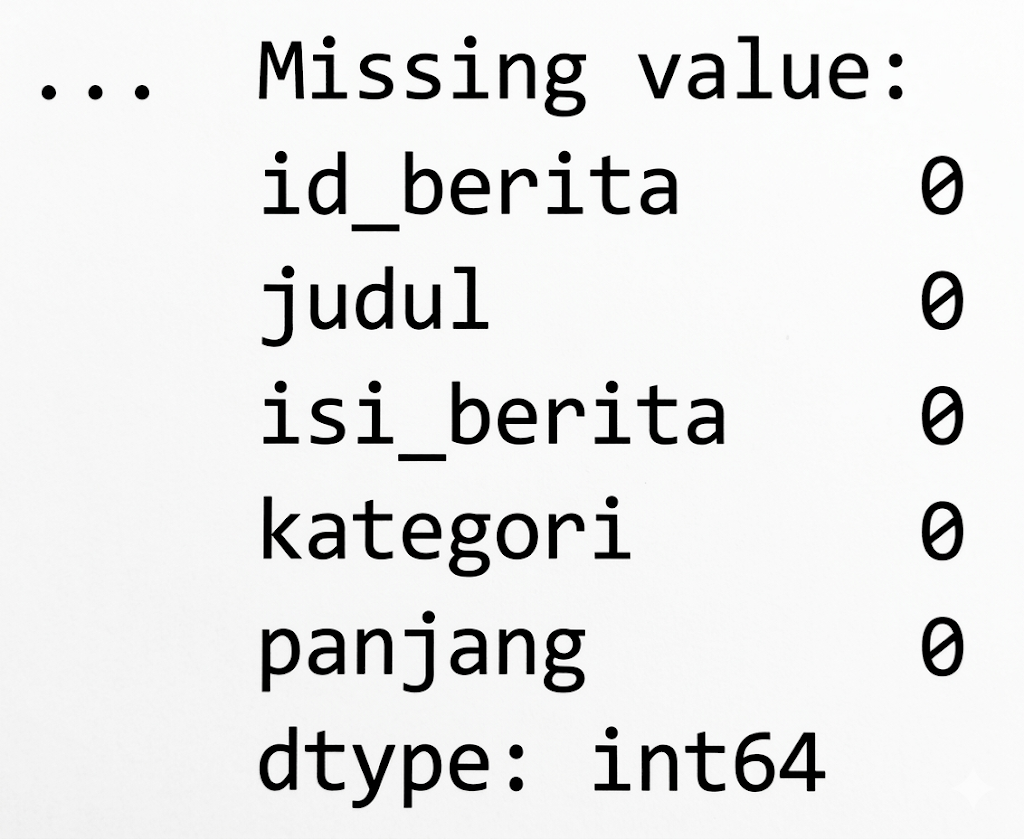 ... Missing value:
id_berita 0
judul 0
isi_berita 0
kategori 0
panjang 0
dtype: int64